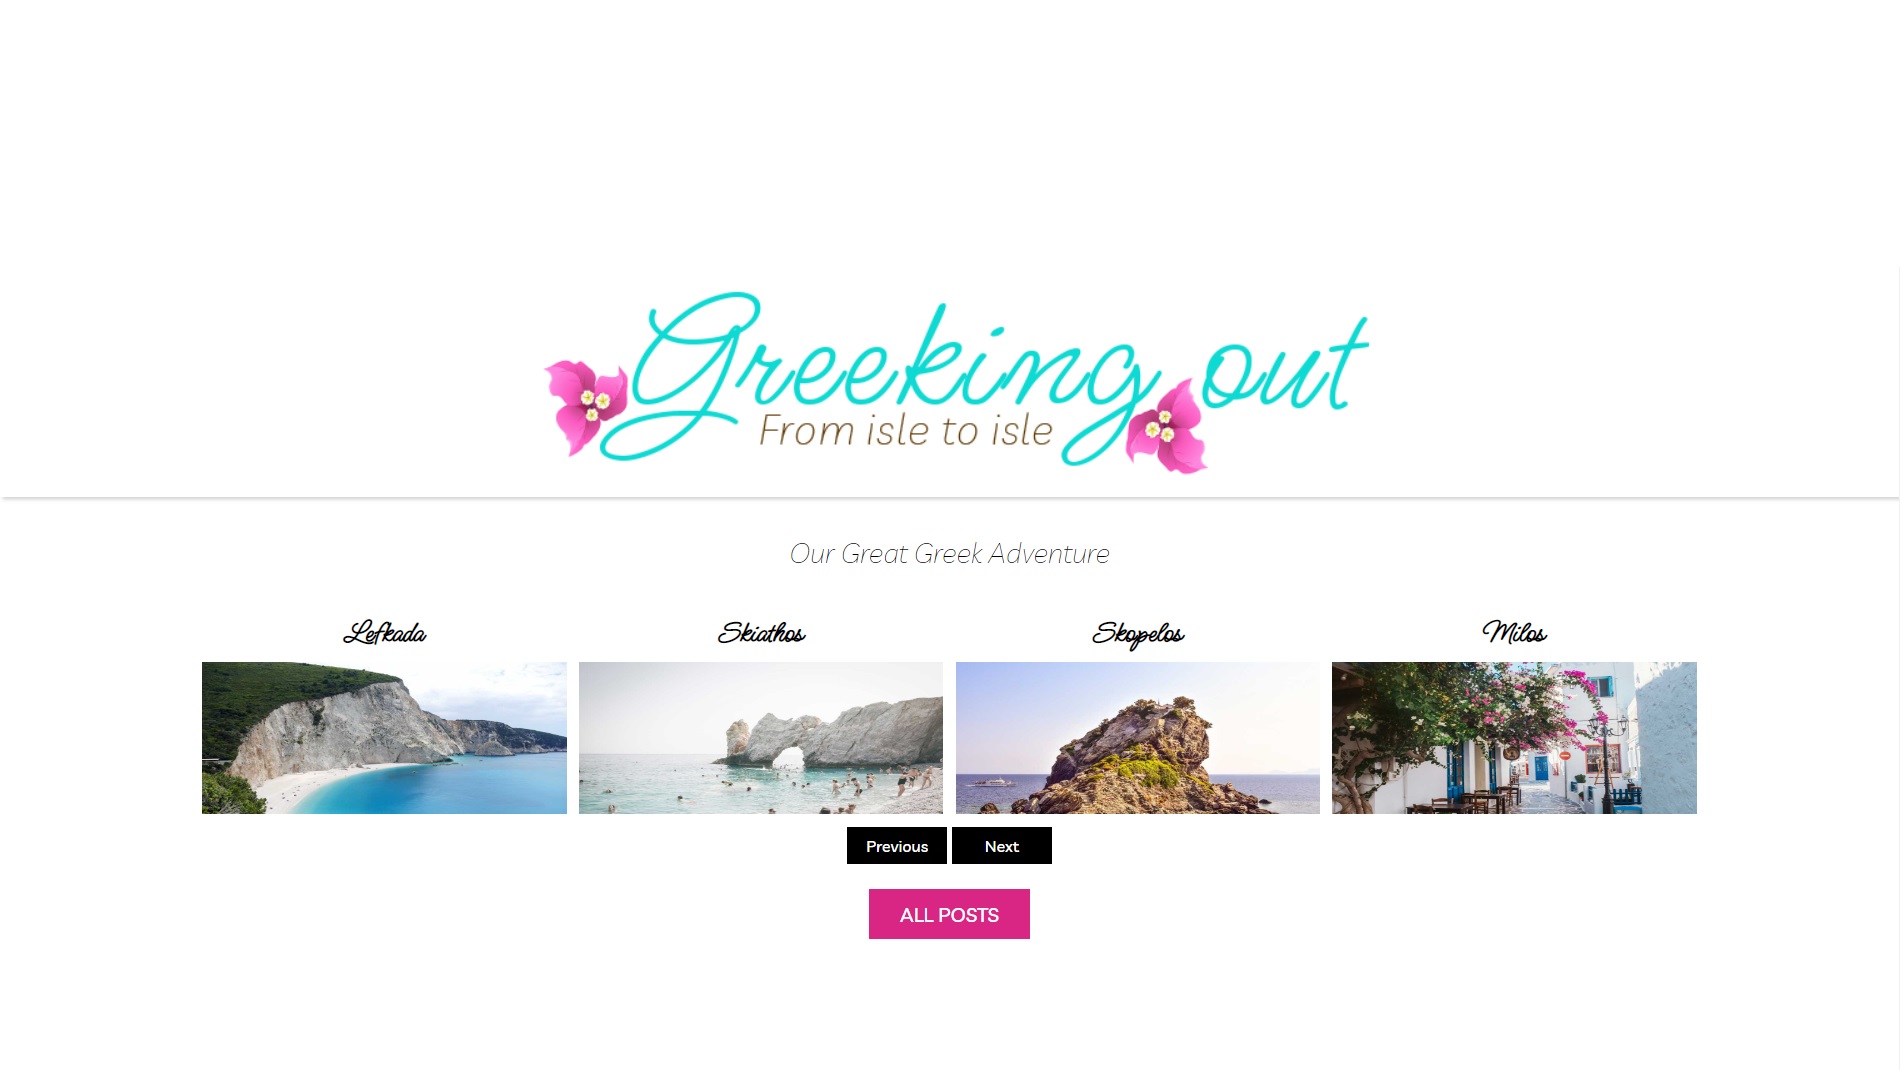 Greeking out
From isle to isle
Our Great Greek Adventure
Lefkada
Skiathos
Skopelos
Milos
Previous
Next
ALL POSTS